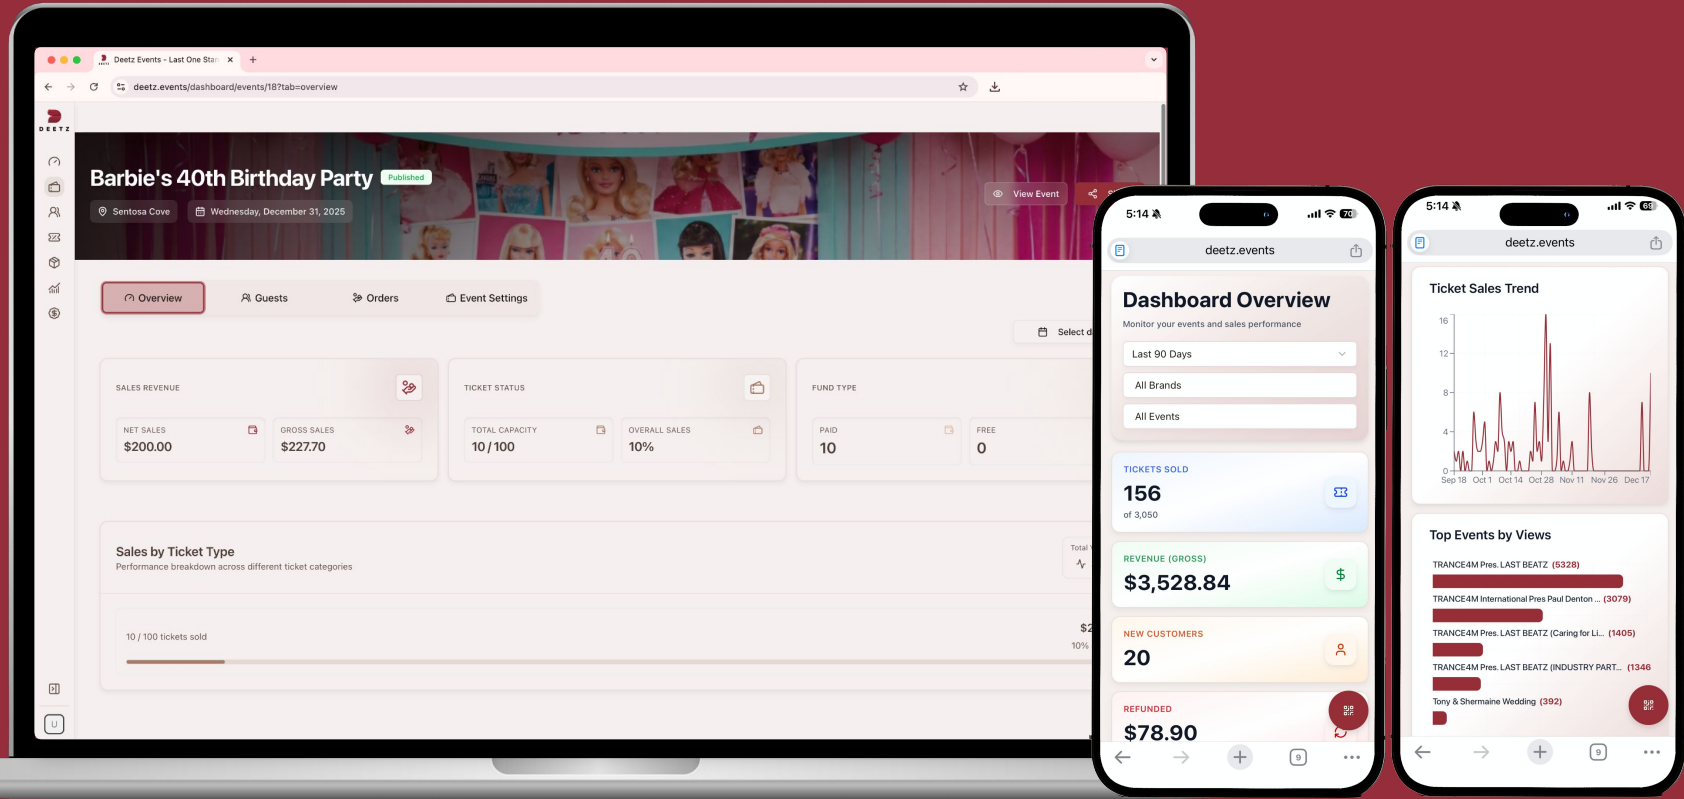 Deetz Events - Last One Stan
deetz.events/dashboard/events/18?tab=overview
DEETZ
Barbie's 40th Birthday Party
Published
Sentosa Cove
Wednesday, December 31, 2025
View Event
40
Overview
Guests
Orders
Event Settings
Select d
SALES REVENUE
NET SALES
$200.00
GROSS SALES
$227.70
TICKET STATUS
TOTAL CAPACITY
10 / 100
OVERALL SALES
10%
FUND TYPE
PAID
10
FREE
0
Sales by Ticket Type
Performance breakdown across different ticket categories
Total
10 / 100 tickets sold
$2
10%
U
5:14
70
deetz.events
Dashboard Overview
Monitor your events and sales performance
Last 90 Days
All Brands
All Events
TICKETS SOLD
156
of 3,050
REVENUE (GROSS)
$3,528.84
NEW CUSTOMERS
20
REFUNDED
$78.90
9
5:14
69
deetz.events
Ticket Sales Trend
16
12
8
4
0
Sep 18 Oct 1 Oct 14 Oct 28 Nov 11 Nov 26 Dec 17
Top Events by Views
TRANCE4M Pres. LAST BEATZ (5328)
TRANCE4M International Pres Paul Denton ... (3079)
TRANCE4M Pres. LAST BEATZ (Caring for Li... (1405)
TRANCE4M Pres. LAST BEATZ (INDUSTRY PART... (1346
Tony & Shermaine Wedding (392)
9